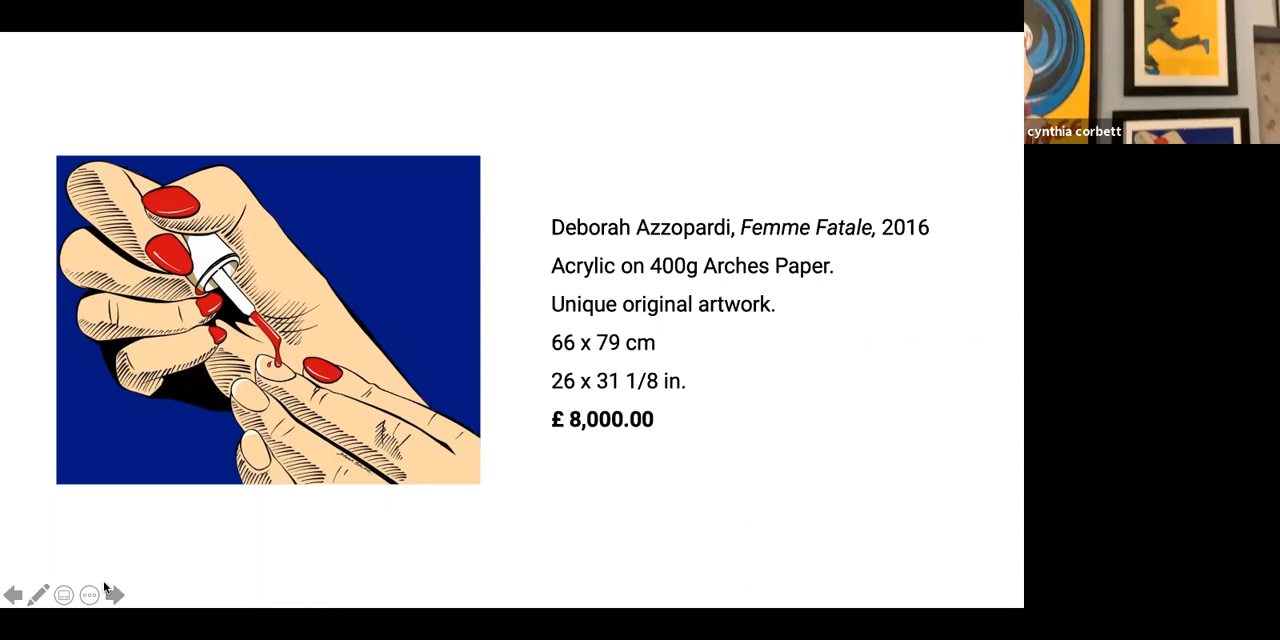 Deborah Azzopardi, Femme Fatale, 2016
Acrylic on 400g Arches Paper.
Unique original artwork.
66 x 79 cm
26 x 31 1/8 in.
£ 8,000.00
cynthia corbett